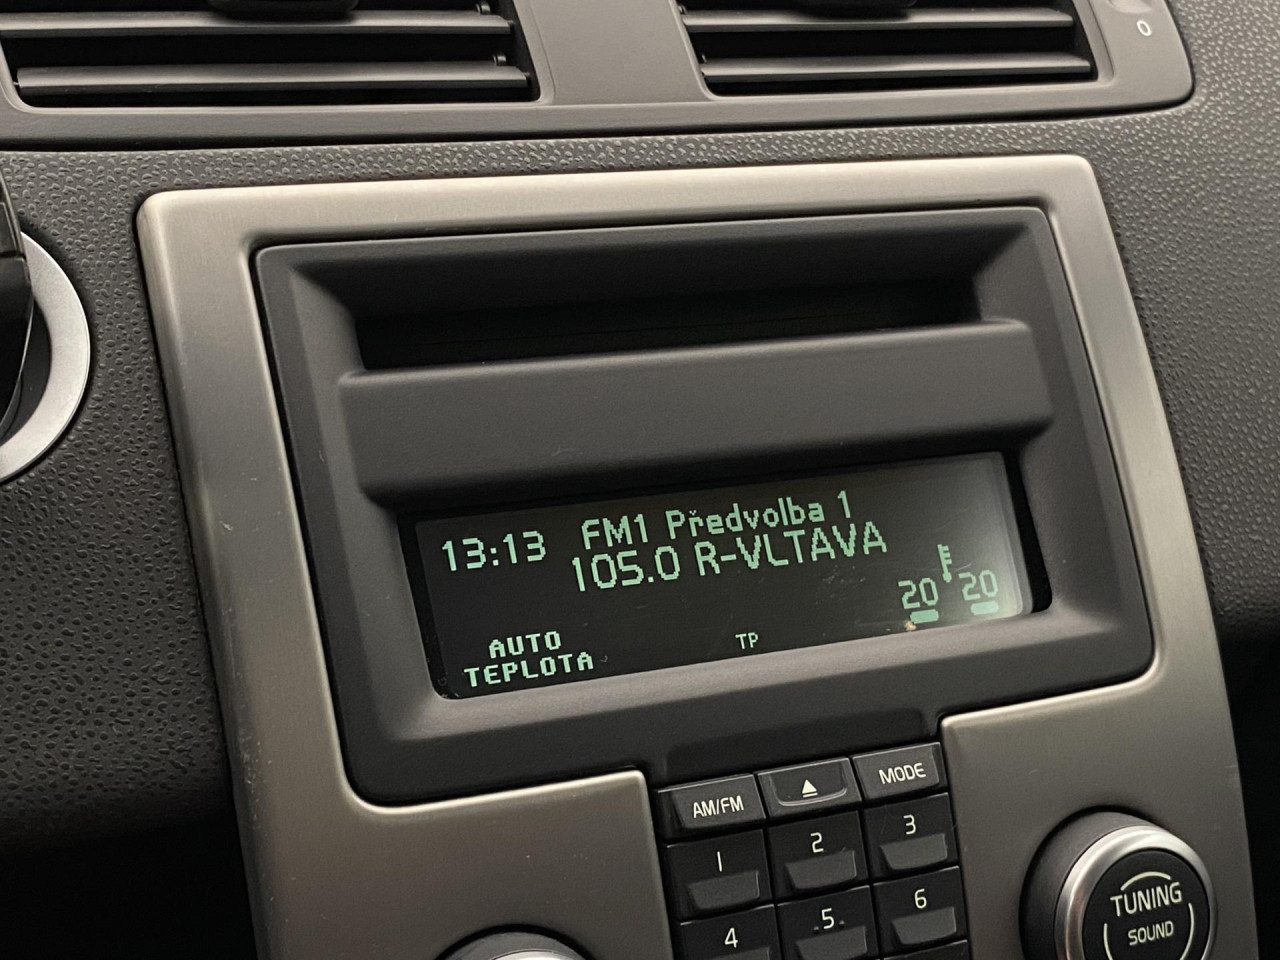 0
13:13
FM1 Předvolba 1
105.0 R-VLTAVA
20 20
AUTO
TEPLOTA
TP
AM/FM
MODE
1
2
3
4
5
6
TUNING
SOUND